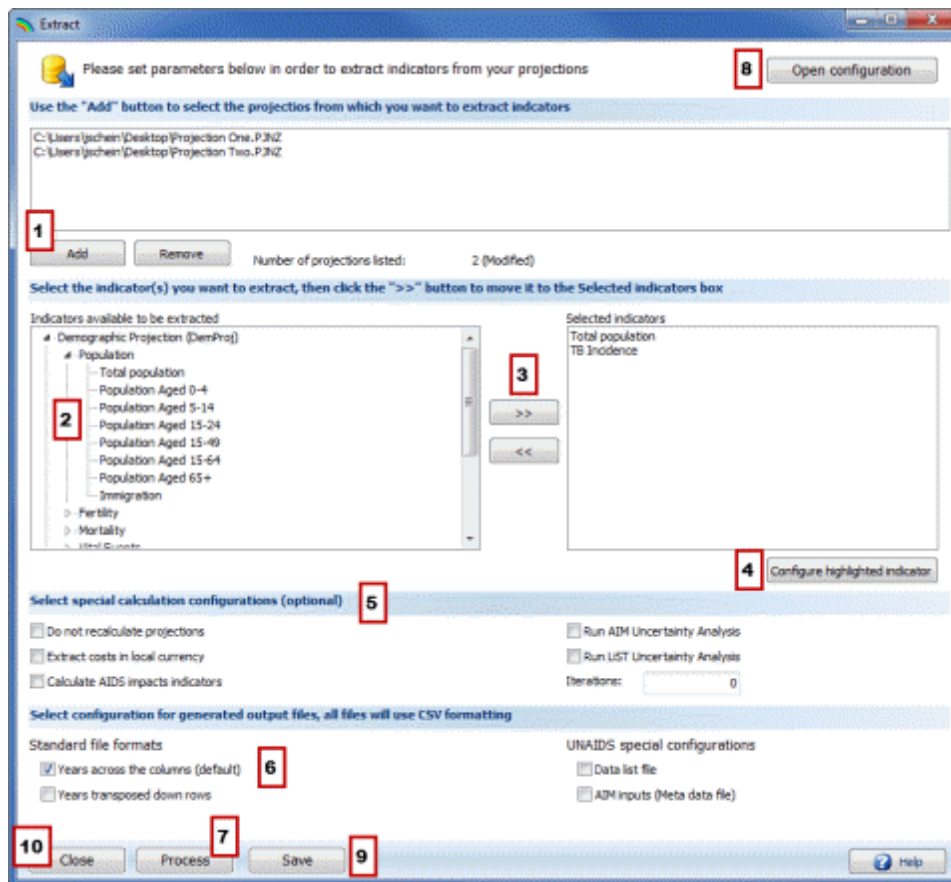 Extract
Please set parameters below in order to extract indicators from your projections
8
Open configuration
Use the "Add" button to select the projectios from which you want to extract indcators
C:\Users\jschein\Desktop\Projection One.PJNZ
C:\Users\jschein\Desktop\Projection Two.PJNZ
1
Add
Remove
Number of projections listed:
2 (Modified)
Select the indicator(s) you want to extract, then click the ">>" button to move it to the Selected indicators box
Indicators available to be extracted
Demographic Projection (DemProj)
Population
Total population
Population Aged 0-4
Population Aged 5-14
2
Population Aged 15-24
Population Aged 15-49
Population Aged 15-64
Population Aged 65+
Immigration
Fertility
Mortality
Vital Events
3
>>
<<
Selected indicators
Total population
TB Incidence
4
Configure highlighted indicator
Select special calculation configurations (optional)
5
Do not recalculate projections
Extract costs in local currency
Calculate AIDS impacts indicators
Run AIM Uncertainty Analysis
Run LiST Uncertainty Analysis
Iterations:
0
Select configuration for generated output files, all files will use CSV formatting
Standard file formats
Years across the columns (default)
6
Years transposed down rows
UNAIDS special configurations
Data list file
AIM inputs (Meta data file)
10
Close
7
Process
Save
9
Help